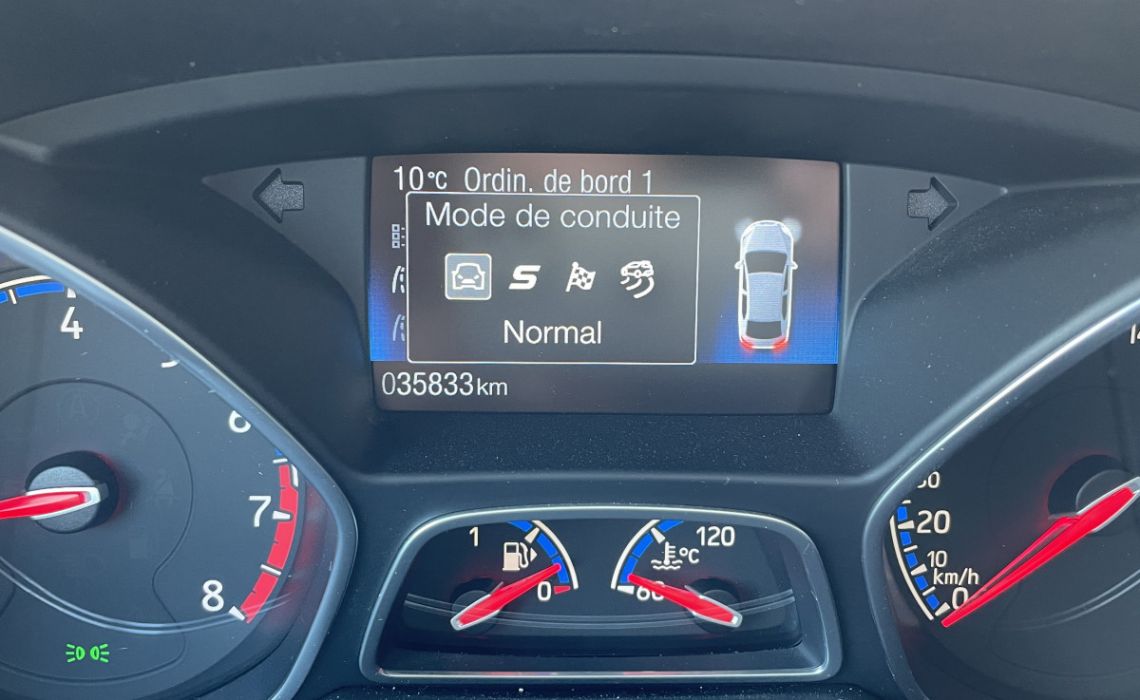 10°C Ordin. de bord 1
Mode de conduite
S
Normal
035833km
4
6
7
8
1
0
120
°C
60
20
10
km/h
0